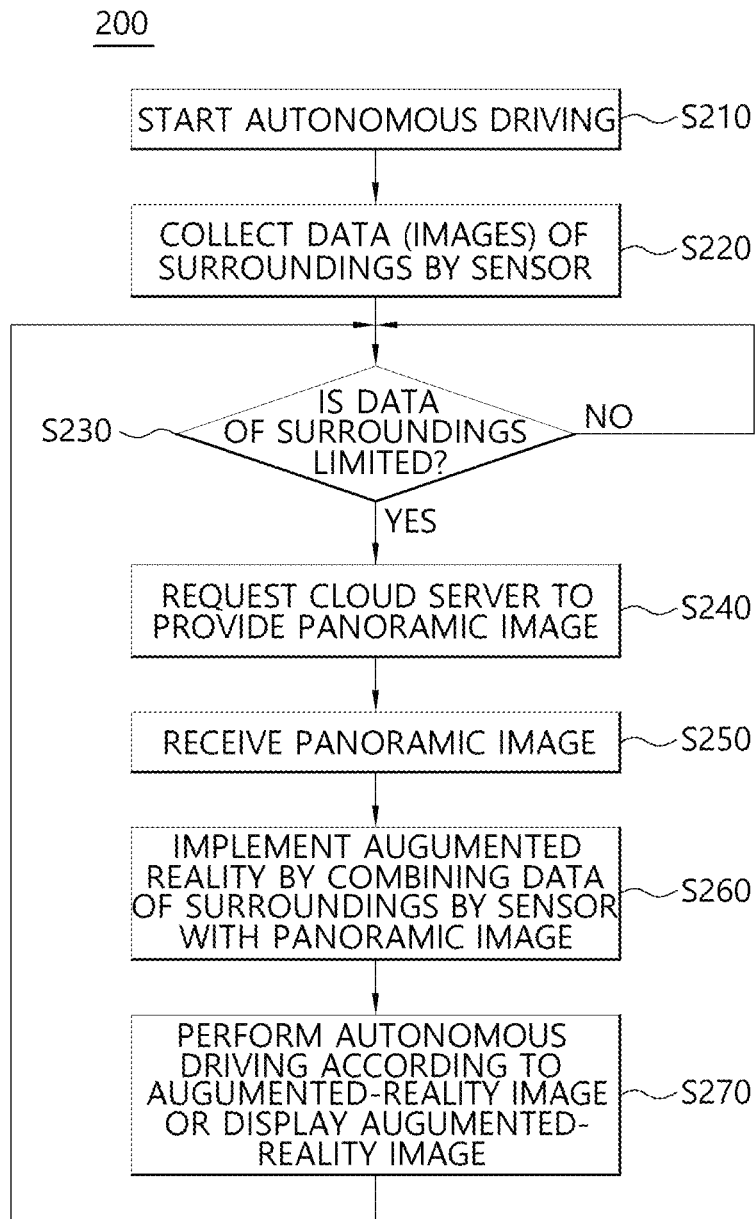 200
START AUTONOMOUS DRIVING
S210
COLLECT DATA (IMAGES) OF
SURROUNDINGS BY SENSOR
S220
IS DATA
OF SURROUNDINGS
LIMITED?
S230
NO
YES
REQUEST CLOUD SERVER TO
PROVIDE PANORAMIC IMAGE
S240
RECEIVE PANORAMIC IMAGE
S250
IMPLEMENT AUGUMENTED
REALITY BY COMBINING DATA
OF SURROUNDINGS BY SENSOR
WITH PANORAMIC IMAGE
S260
PERFORM AUTONOMOUS
DRIVING ACCORDING TO
AUGUMENTED-REALITY IMAGE
OR DISPLAY AUGUMENTED-
REALITY IMAGE
S270